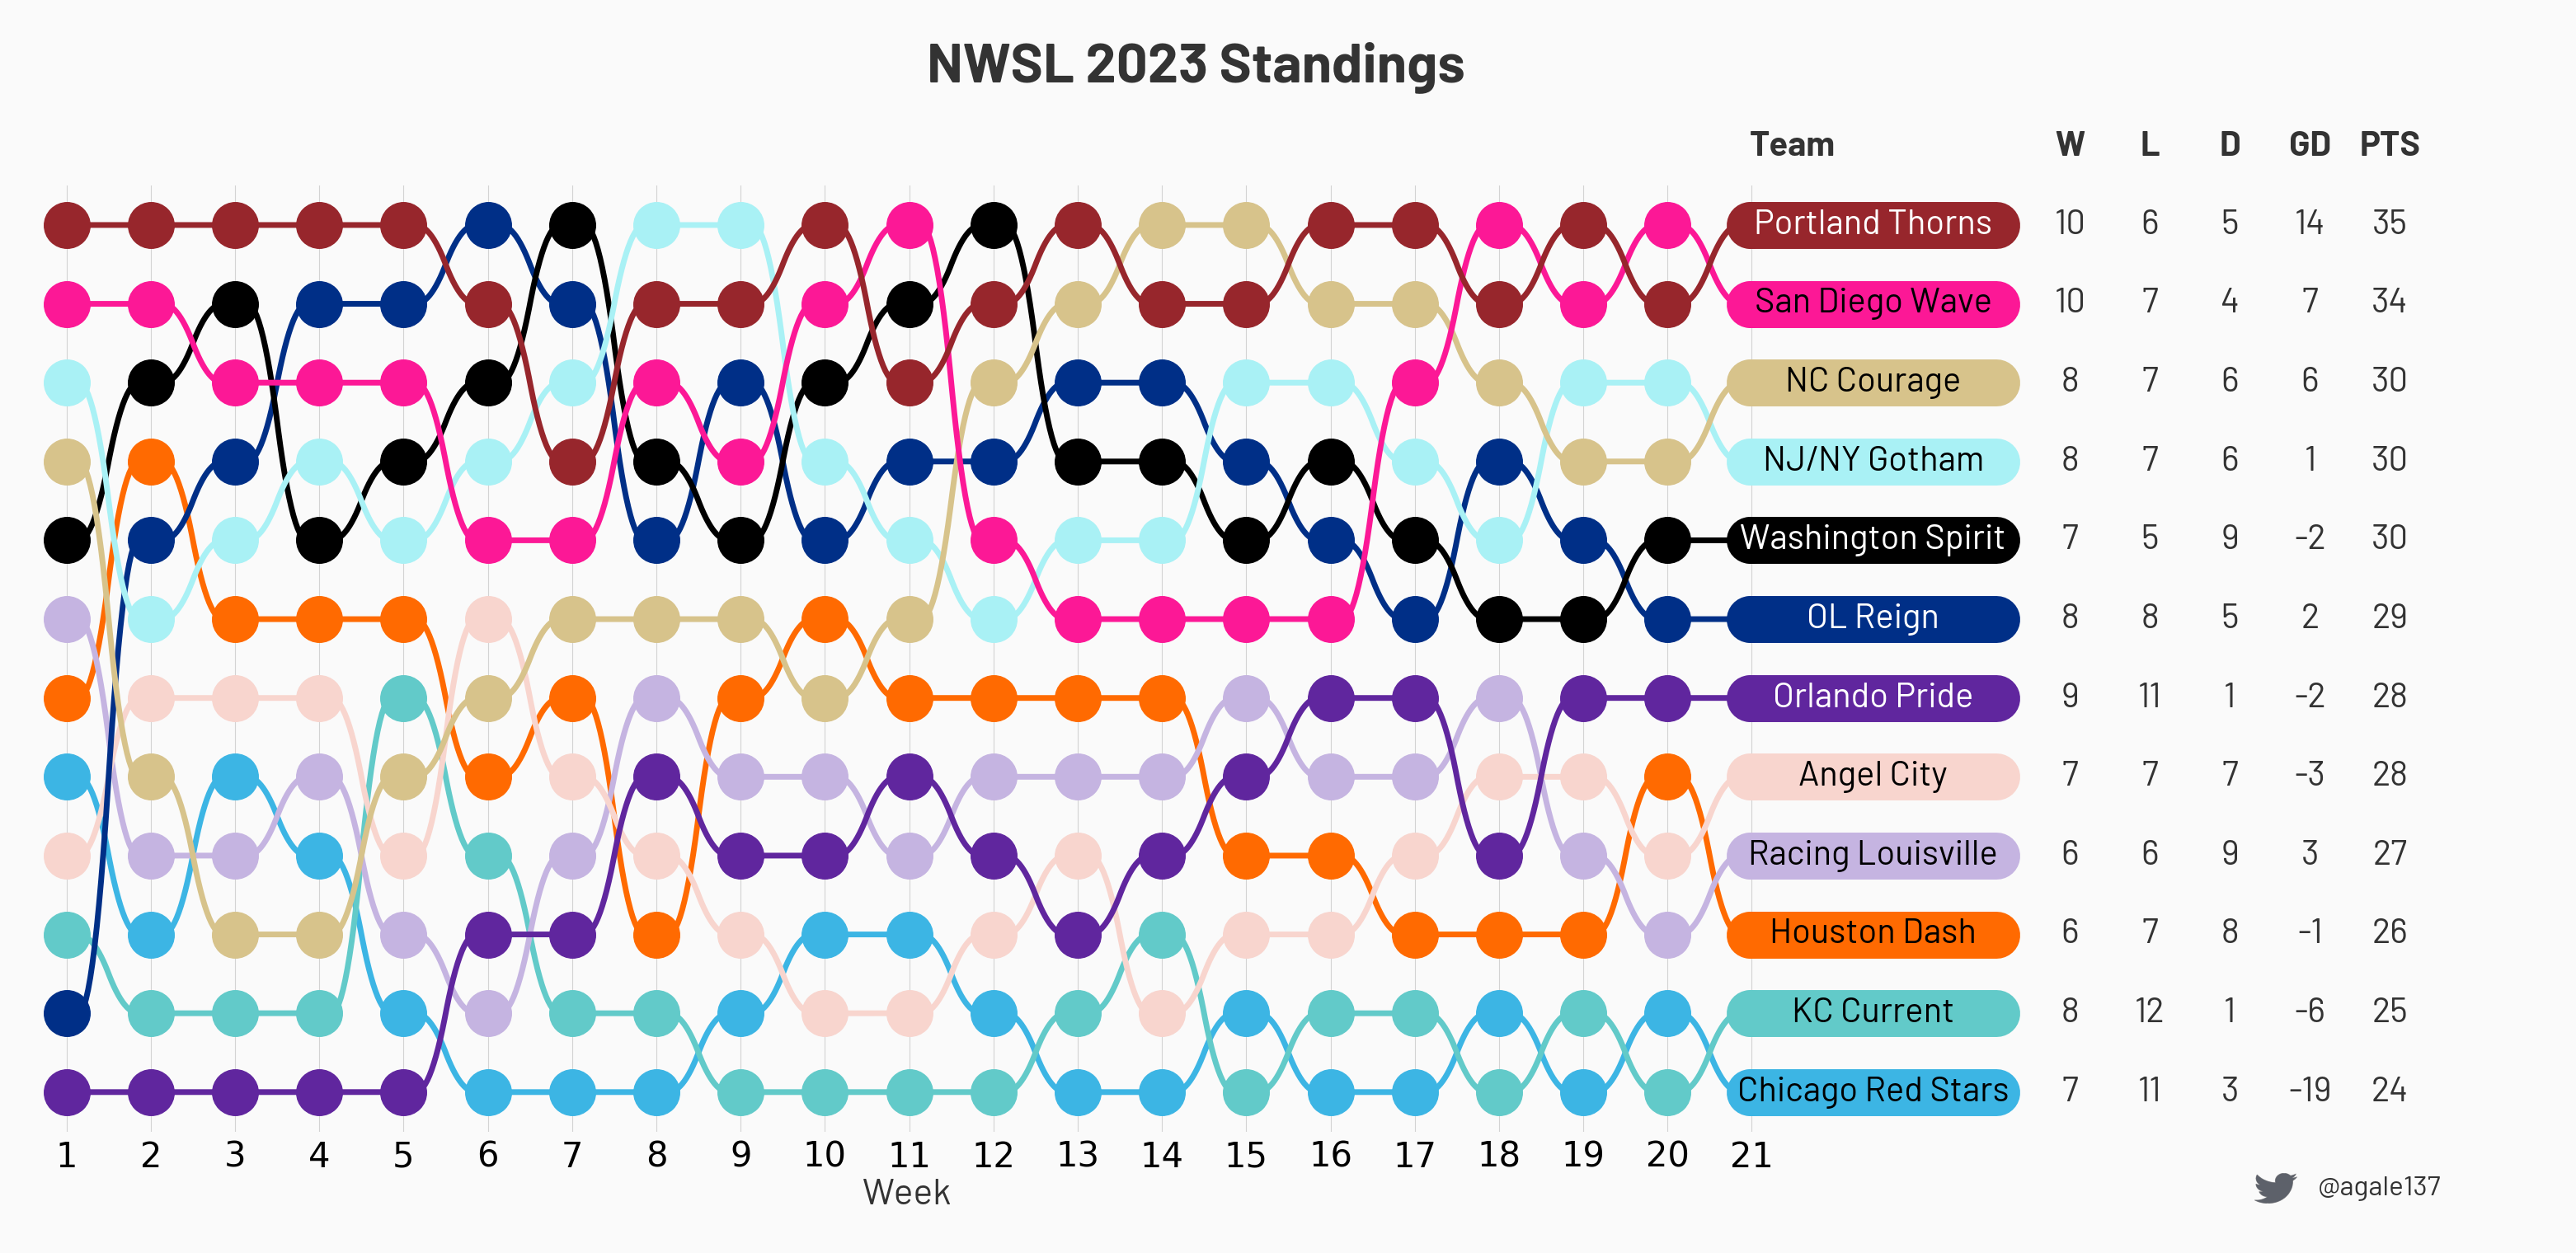 NWSL 2023 Standings
Team W L D GD PTS
Portland Thorns 10 6 5 14 35
San Diego Wave 10 7 4 7 34
NC Courage 8 7 6 6 30
NJ/NY Gotham 8 7 6 1 30
Washington Spirit 7 5 9 -2 30
OL Reign 8 8 5 2 29
Orlando Pride 9 11 1 -2 28
Angel City 7 7 7 -3 28
Racing Louisville 6 6 9 3 27
Houston Dash 6 7 8 -1 26
KC Current 8 12 1 -6 25
Chicago Red Stars 7 11 3 -19 24
1 2 3 4 5 6 7 8 9 10 11 12 13 14 15 16 17 18 19 20 21
Week
@agale137